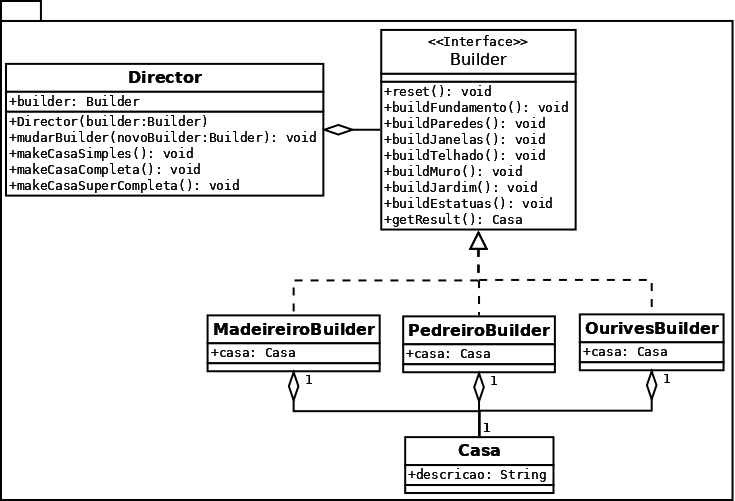 Director
+builder: Builder
+Director(builder:Builder)
+mudarBuilder(novoBuilder:Builder): void
+makeCasaSimples(): void
+makeCasaCompleta(): void
+makeCasaSuperCompleta(): void
<<Interface>>
Builder
+reset(): void
+buildFundamento(): void
+buildParedes(): void
+buildJanelas(): void
+buildTelhado(): void
+buildMuro(): void
+buildJardim(): void
+buildEstatuas(): void
+getResult(): Casa
MadeireiroBuilder
+casa: Casa
1
PedreiroBuilder
+casa: Casa
1
OurivesBuilder
+casa: Casa
1
1
Casa
+descricao: String